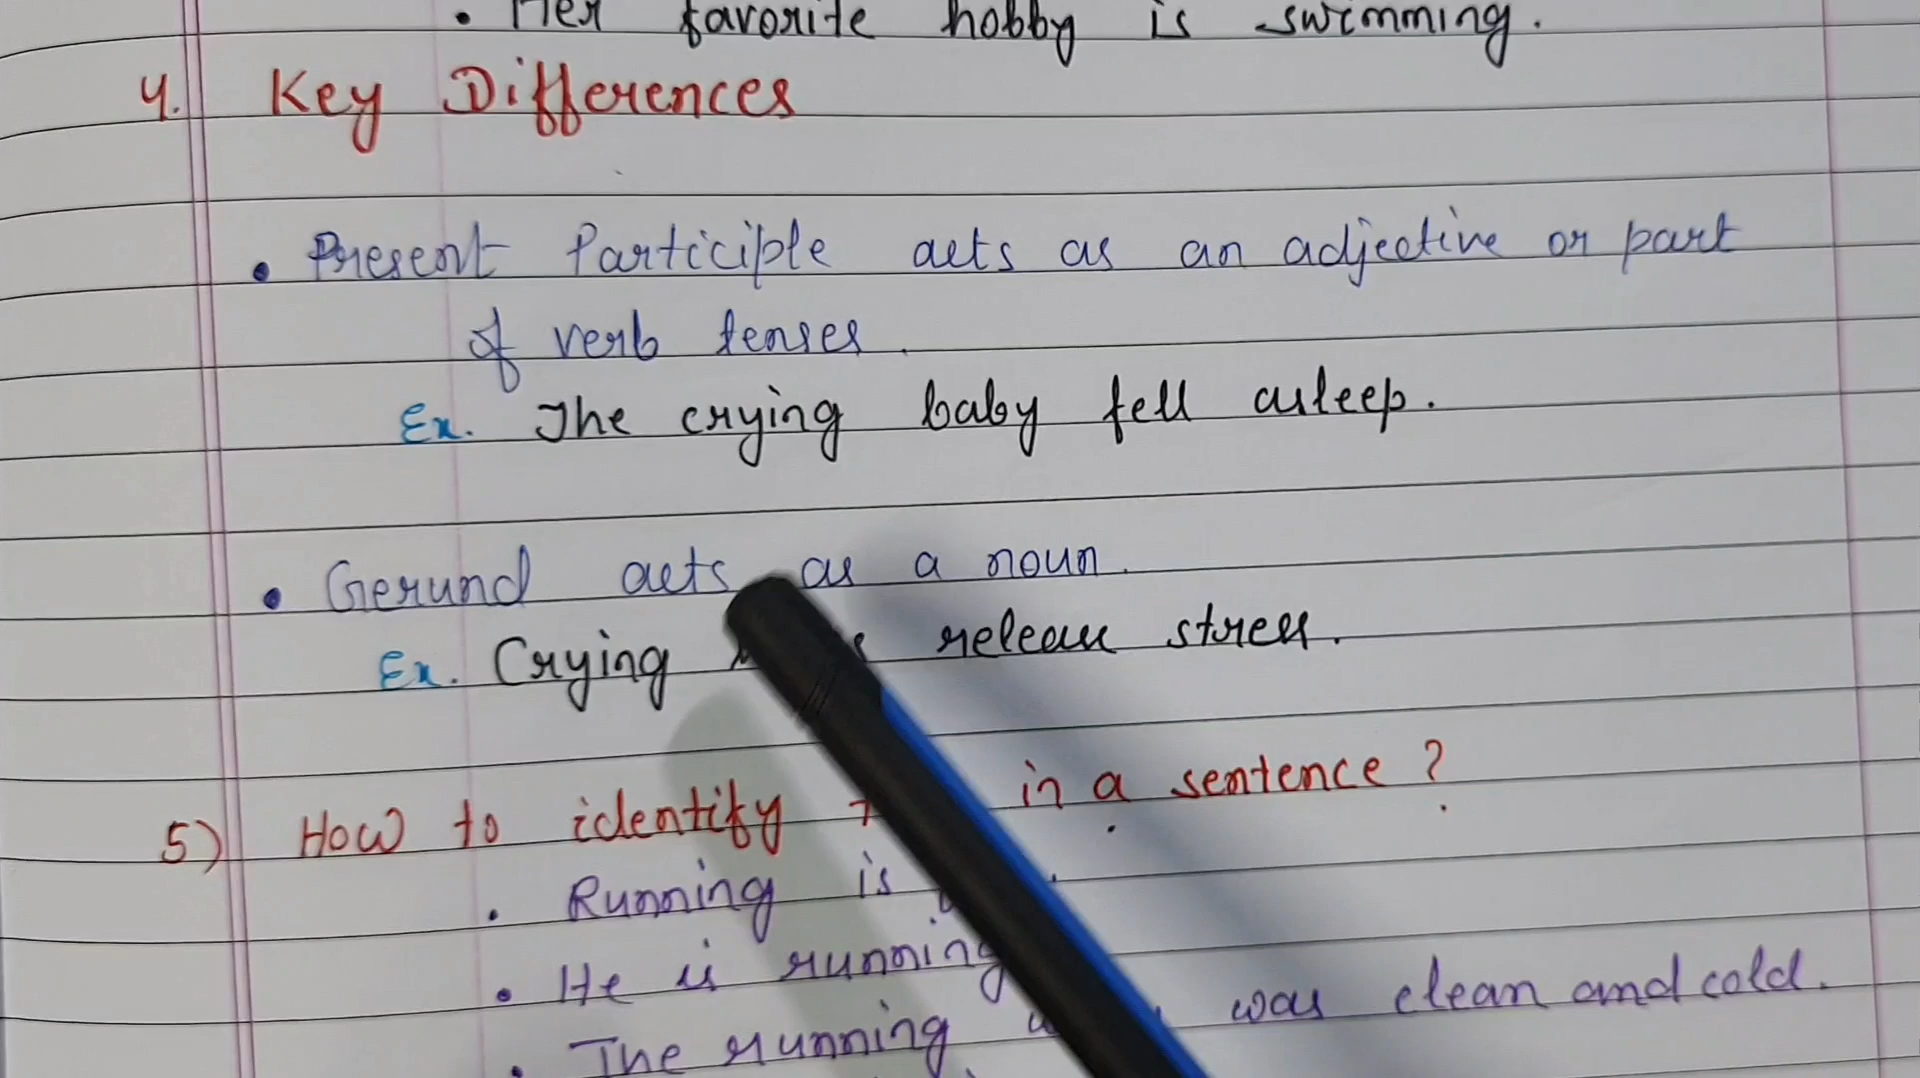 • Her favorite hobby is swimming.
4. Key Differences
• Present Participle acts as an adjective or part
of verb tenses.
Ex. The crying baby fell asleep.
• Gerund acts as a noun.
Ex. Crying release stress.
5) How to identify in a sentence?
• Running is
• He is running
• The running was clean and cold.